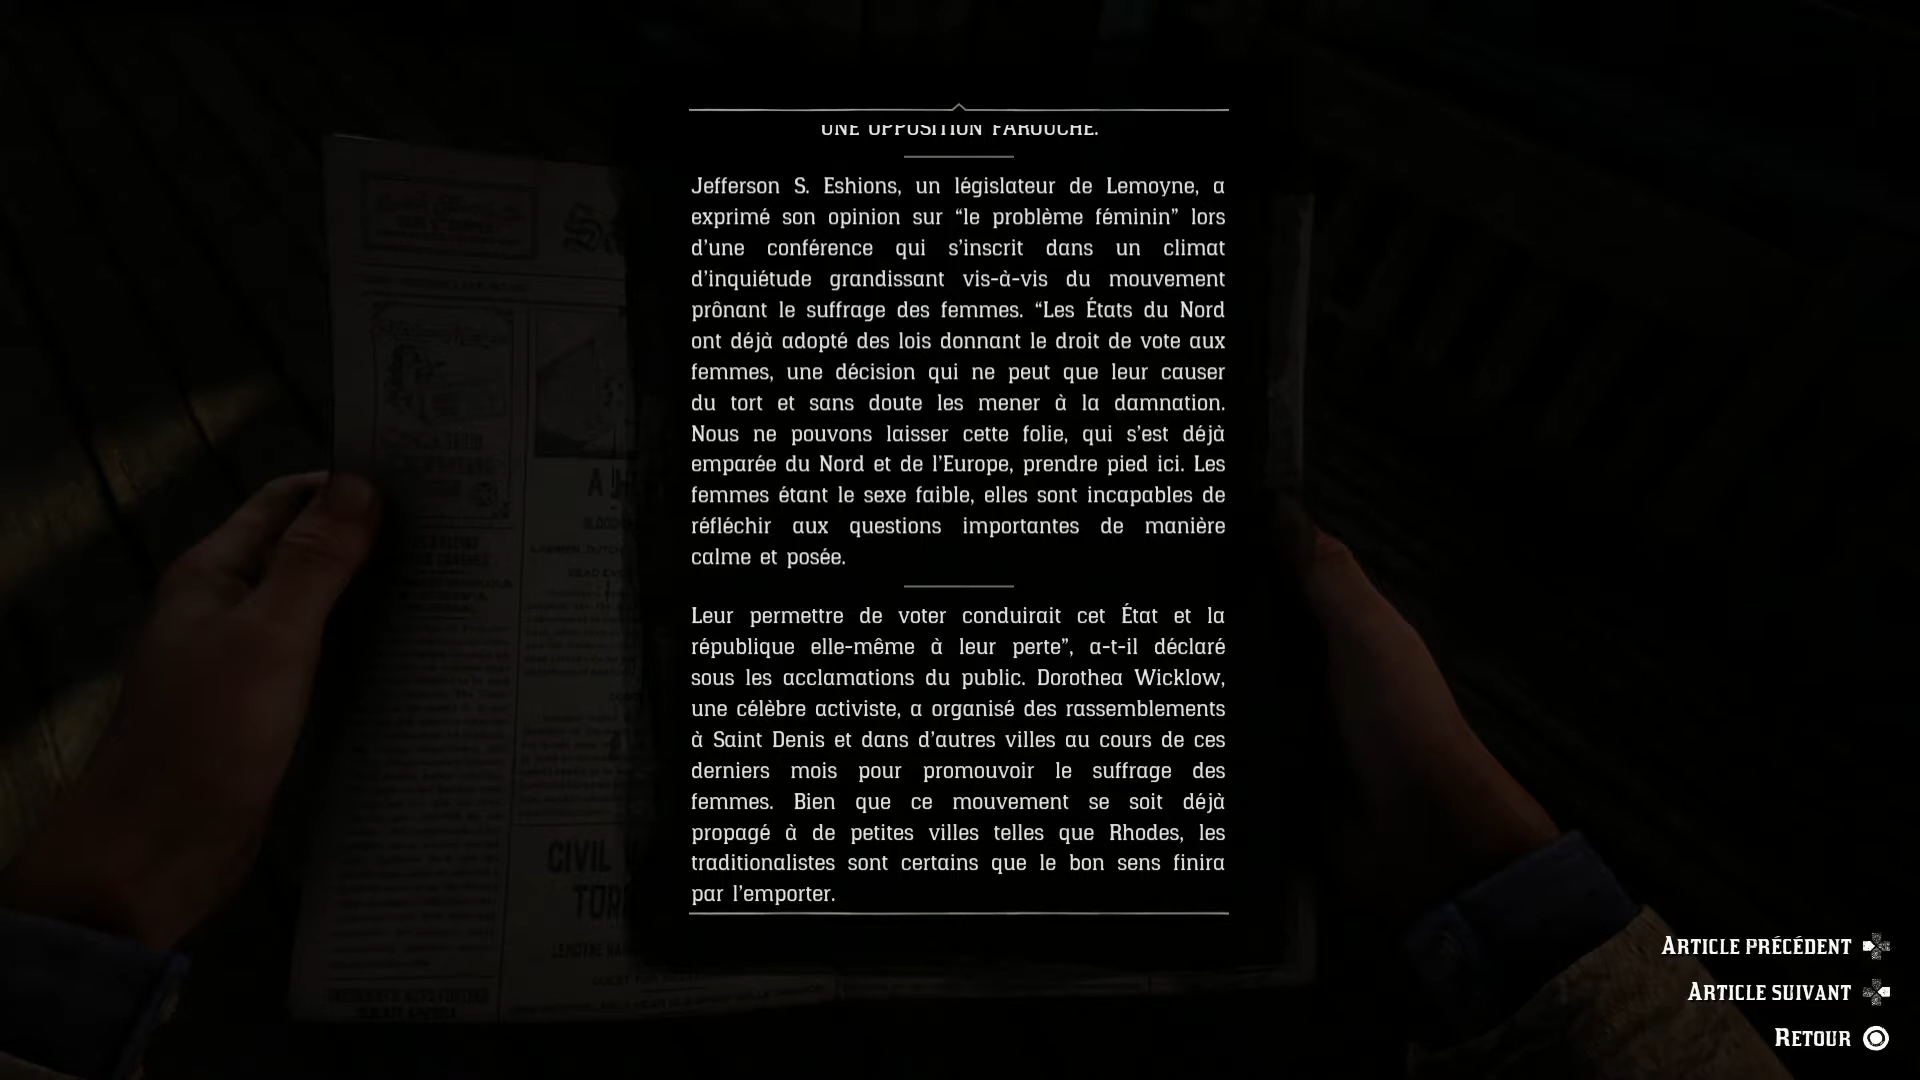 UNE OPPOSITION FAROUCHE.
Jefferson S. Eshions, un législateur de Lemoyne, a
exprimé son opinion sur “le problème féminin” lors
d’une conférence qui s’inscrit dans un climat
d’inquiétude grandissant vis-à-vis du mouvement
prônant le suffrage des femmes. “Les États du Nord
ont déjà adopté des lois donnant le droit de vote aux
femmes, une décision qui ne peut que leur causer
du tort et sans doute les mener à la damnation.
Nous ne pouvons laisser cette folie, qui s’est déjà
emparée du Nord et de l’Europe, prendre pied ici. Les
femmes étant le sexe faible, elles sont incapables de
réfléchir aux questions importantes de manière
calme et posée.
Leur permettre de voter conduirait cet État et la
république elle-même à leur perte”, a-t-il déclaré
sous les acclamations du public. Dorothea Wicklow,
une célèbre activiste, a organisé des rassemblements
à Saint Denis et dans d’autres villes au cours de ces
derniers mois pour promouvoir le suffrage des
femmes. Bien que ce mouvement se soit déjà
propagé à de petites villes telles que Rhodes, les
traditionalistes sont certains que le bon sens finira
par l’emporter.
CIVIL
ARTICLE PRÉCÉDENT
ARTICLE SUIVANT
RETOUR